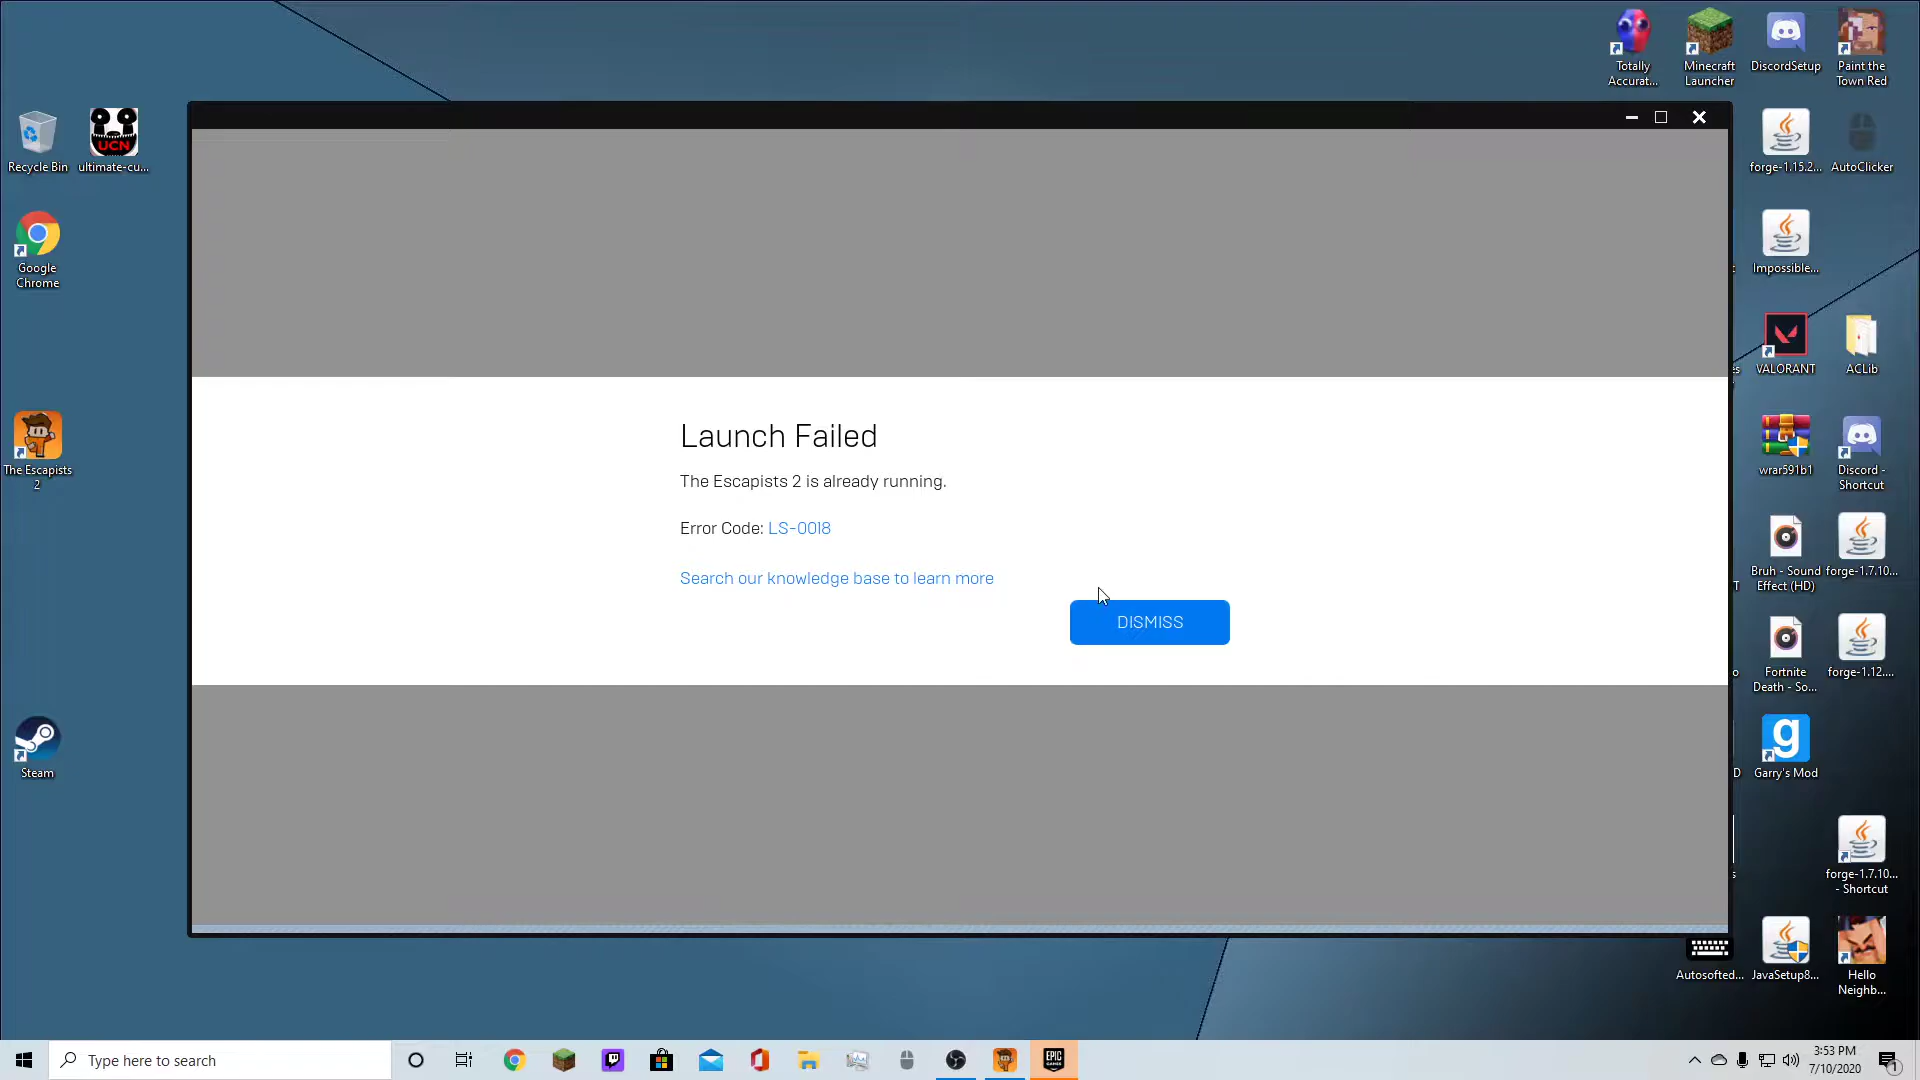 Totally
Accurat...
Minecraft
Launcher
DiscordSetup
Paint the
Town Red
Recycle Bin
UCN
ultimate-cu...
forge-1.15.2...
AutoClicker
Google
Chrome
Impossible...
VALORANT
ACLib
The Escapists
2
wrar591b1
Discord -
Shortcut
Launch Failed
The Escapists 2 is already running.
Error Code: LS-0018
Search our knowledge base to learn more
DISMISS
Bruh - Sound
Effect (HD)
forge-1.7.10...
Fortnite
Death - So...
forge-1.12....
Steam
g
Garry's Mod
forge-1.7.10...
- Shortcut
Autosofted...
JavaSetup8...
Hello
Neighb...
Type here to search
EPIC
GAMES
3:53 PM
7/10/2020
1